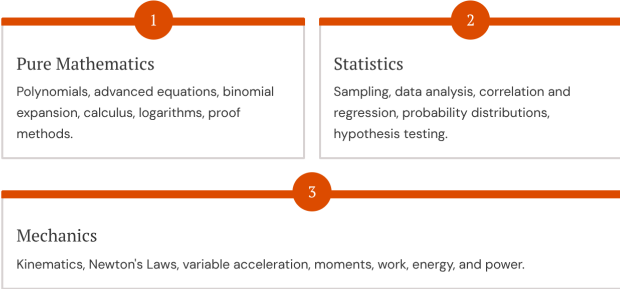 1
Pure Mathematics
Polynomials, advanced equations, binomial
expansion, calculus, logarithms, proof
methods.
2
Statistics
Sampling, data analysis, correlation and
regression, probability distributions,
hypothesis testing.
3
Mechanics
Kinematics, Newton's Laws, variable acceleration, moments, work, energy, and power.